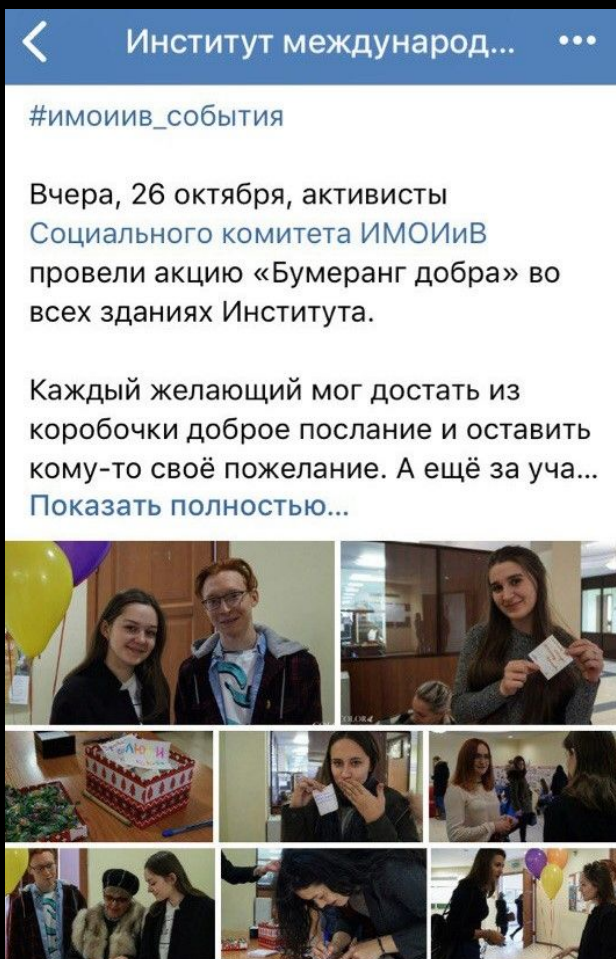 Институт международ...
#имоиив_события
Вчера, 26 октября, активисты
Социального комитета ИМОИиВ
провели акцию «Бумеранг добра» во
всех зданиях Института.
Каждый желающий мог достать из
коробочки доброе послание и оставить
кому-то своё пожелание. А ещё за уча...
Показать полностью...